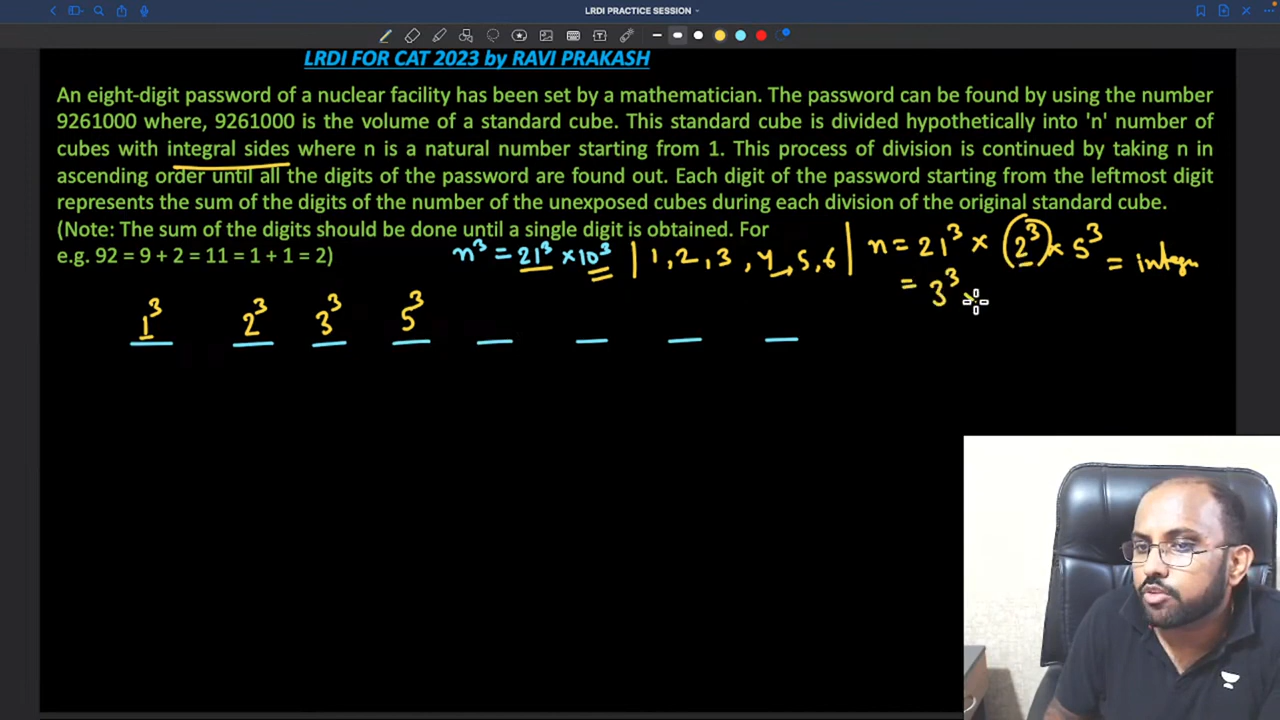 LRDI PRACTICE SESSION
LRDI FOR CAT 2023 by RAVI PRAKASH
An eight-digit password of a nuclear facility has been set by a mathematician. The password can be found by using the number
9261000 where, 9261000 is the volume of a standard cube. This standard cube is divided hypothetically into 'n' number of
cubes with integral sides where n is a natural number starting from 1. This process of division is continued by taking n in
ascending order until all the digits of the password are found out. Each digit of the password starting from the leftmost digit
represents the sum of the digits of the number of the unexposed cubes during each division of the original standard cube.
(Note: The sum of the digits should be done until a single digit is obtained. For
e.g. 92 = 9 + 2 = 11 = 1 + 1 = 2)
n³ = 21³ × 10³ | 1, 2, 3, 4, 5, 6 | n = 21³ × (2³) × 5³ = integ
= 3³
1³ 2³ 3³ 5³